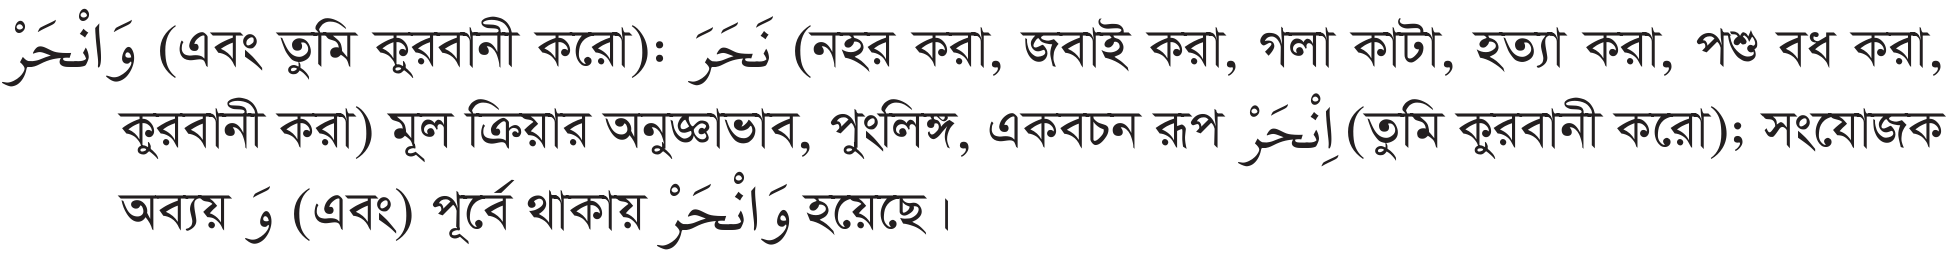 وَانْحَرْ (এবং তুমি কুরবানী করো): نَحَرَ (নহর করা, জবাই করা, গলা কাটা, হত্যা করা, পশু বধ করা,
কুরবানী করা) মূল ক্রিয়ার অনুজ্ঞাভাব, পুংলিঙ্গ, একবচন রূপ اِنْحَرْ (তুমি কুরবানী করো); সংযোজক
অব্যয় وَ (এবং) পূর্বে থাকায় وَانْحَرْ হয়েছে।